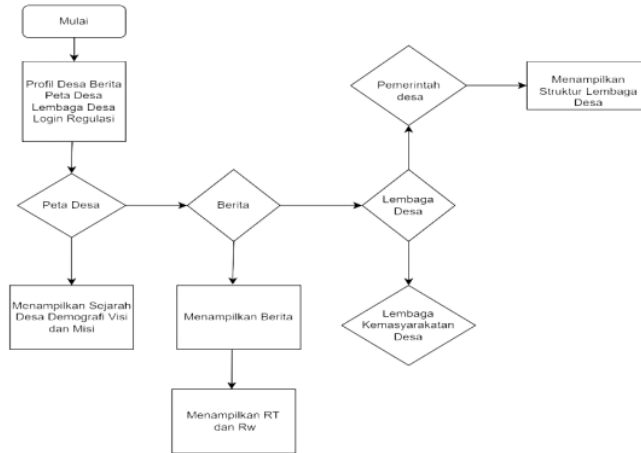 Mulai
Profil Desa Berita
Peta Desa
Lembaga Desa
Login Regulasi
Pemerintah
desa
Menampilkan
Struktur Lembaga
Desa
Peta Desa
Berita
Lembaga
Desa
Menampilkan Sejarah
Desa Demografi Visi
dan Misi
Menampilkan Berita
Lembaga
Kemasyarakatan
Desa
Menampilkan RT
dan Rw